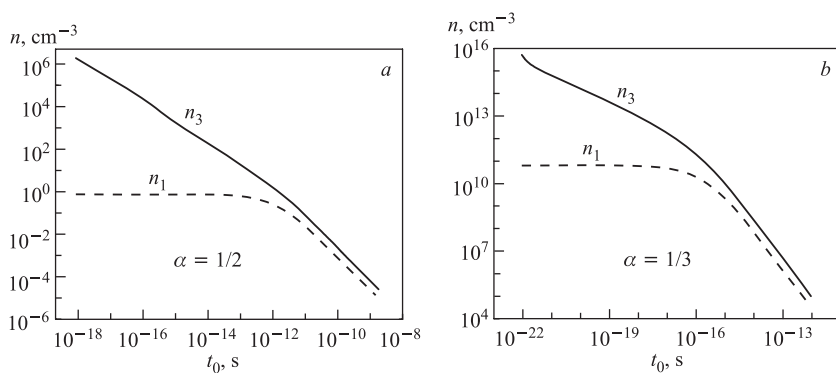 n, cm⁻³
a
10⁶
10⁴
10²
10⁰
10⁻²
10⁻⁴
10⁻⁶
n₃
n₁
α = 1/2
10⁻¹⁸ 10⁻¹⁶ 10⁻¹⁴ 10⁻¹² 10⁻¹⁰ 10⁻⁸
t₀, s
n, cm⁻³
b
10¹⁶
10¹³
10¹⁰
10⁷
10⁴
n₃
n₁
α = 1/3
10⁻²² 10⁻¹⁹ 10⁻¹⁶ 10⁻¹³
t₀, s